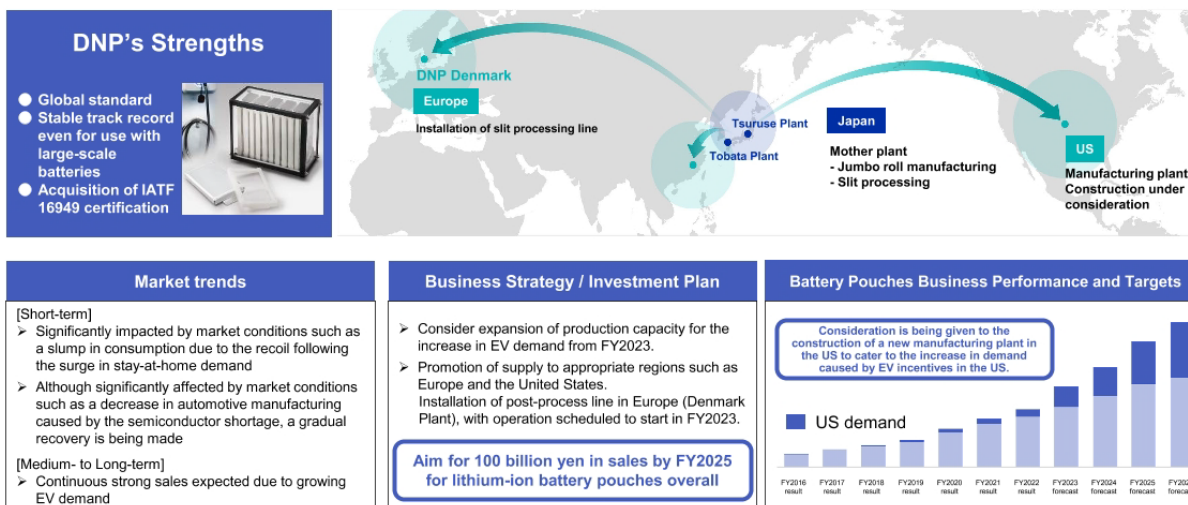 DNP's Strengths
● Global standard
● Stable track record
even for use with
large-scale
batteries
● Acquisition of IATF
16949 certification
DNP Denmark
Europe
Installation of slit processing line
Tsuruse Plant
Tobata Plant
Japan
Mother plant
- Jumbo roll manufacturing
- Slit processing
US
Manufacturing plant
Construction under
consideration
Market trends
[Short-term]
➢ Significantly impacted by market conditions such as
a slump in consumption due to the recoil following
the surge in stay-at-home demand
➢ Although significantly affected by market conditions
such as a decrease in automotive manufacturing
caused by the semiconductor shortage, a gradual
recovery is being made
[Medium- to Long-term]
➢ Continuous strong sales expected due to growing
EV demand
Business Strategy / Investment Plan
➢ Consider expansion of production capacity for the
increase in EV demand from FY2023.
➢ Promotion of supply to appropriate regions such as
Europe and the United States.
Installation of post-process line in Europe (Denmark
Plant), with operation scheduled to start in FY2023.
Aim for 100 billion yen in sales by FY2025
for lithium-ion battery pouches overall
Battery Pouches Business Performance and Targets
Consideration is being given to the
construction of a new manufacturing plant in
the US to cater to the increase in demand
caused by EV incentives in the US.
US demand
FY2016 FY2017 FY2018 FY2019 FY2020 FY2021 FY2022 FY2023 FY2024 FY2025
result result result result result result result forecast forecast forecast